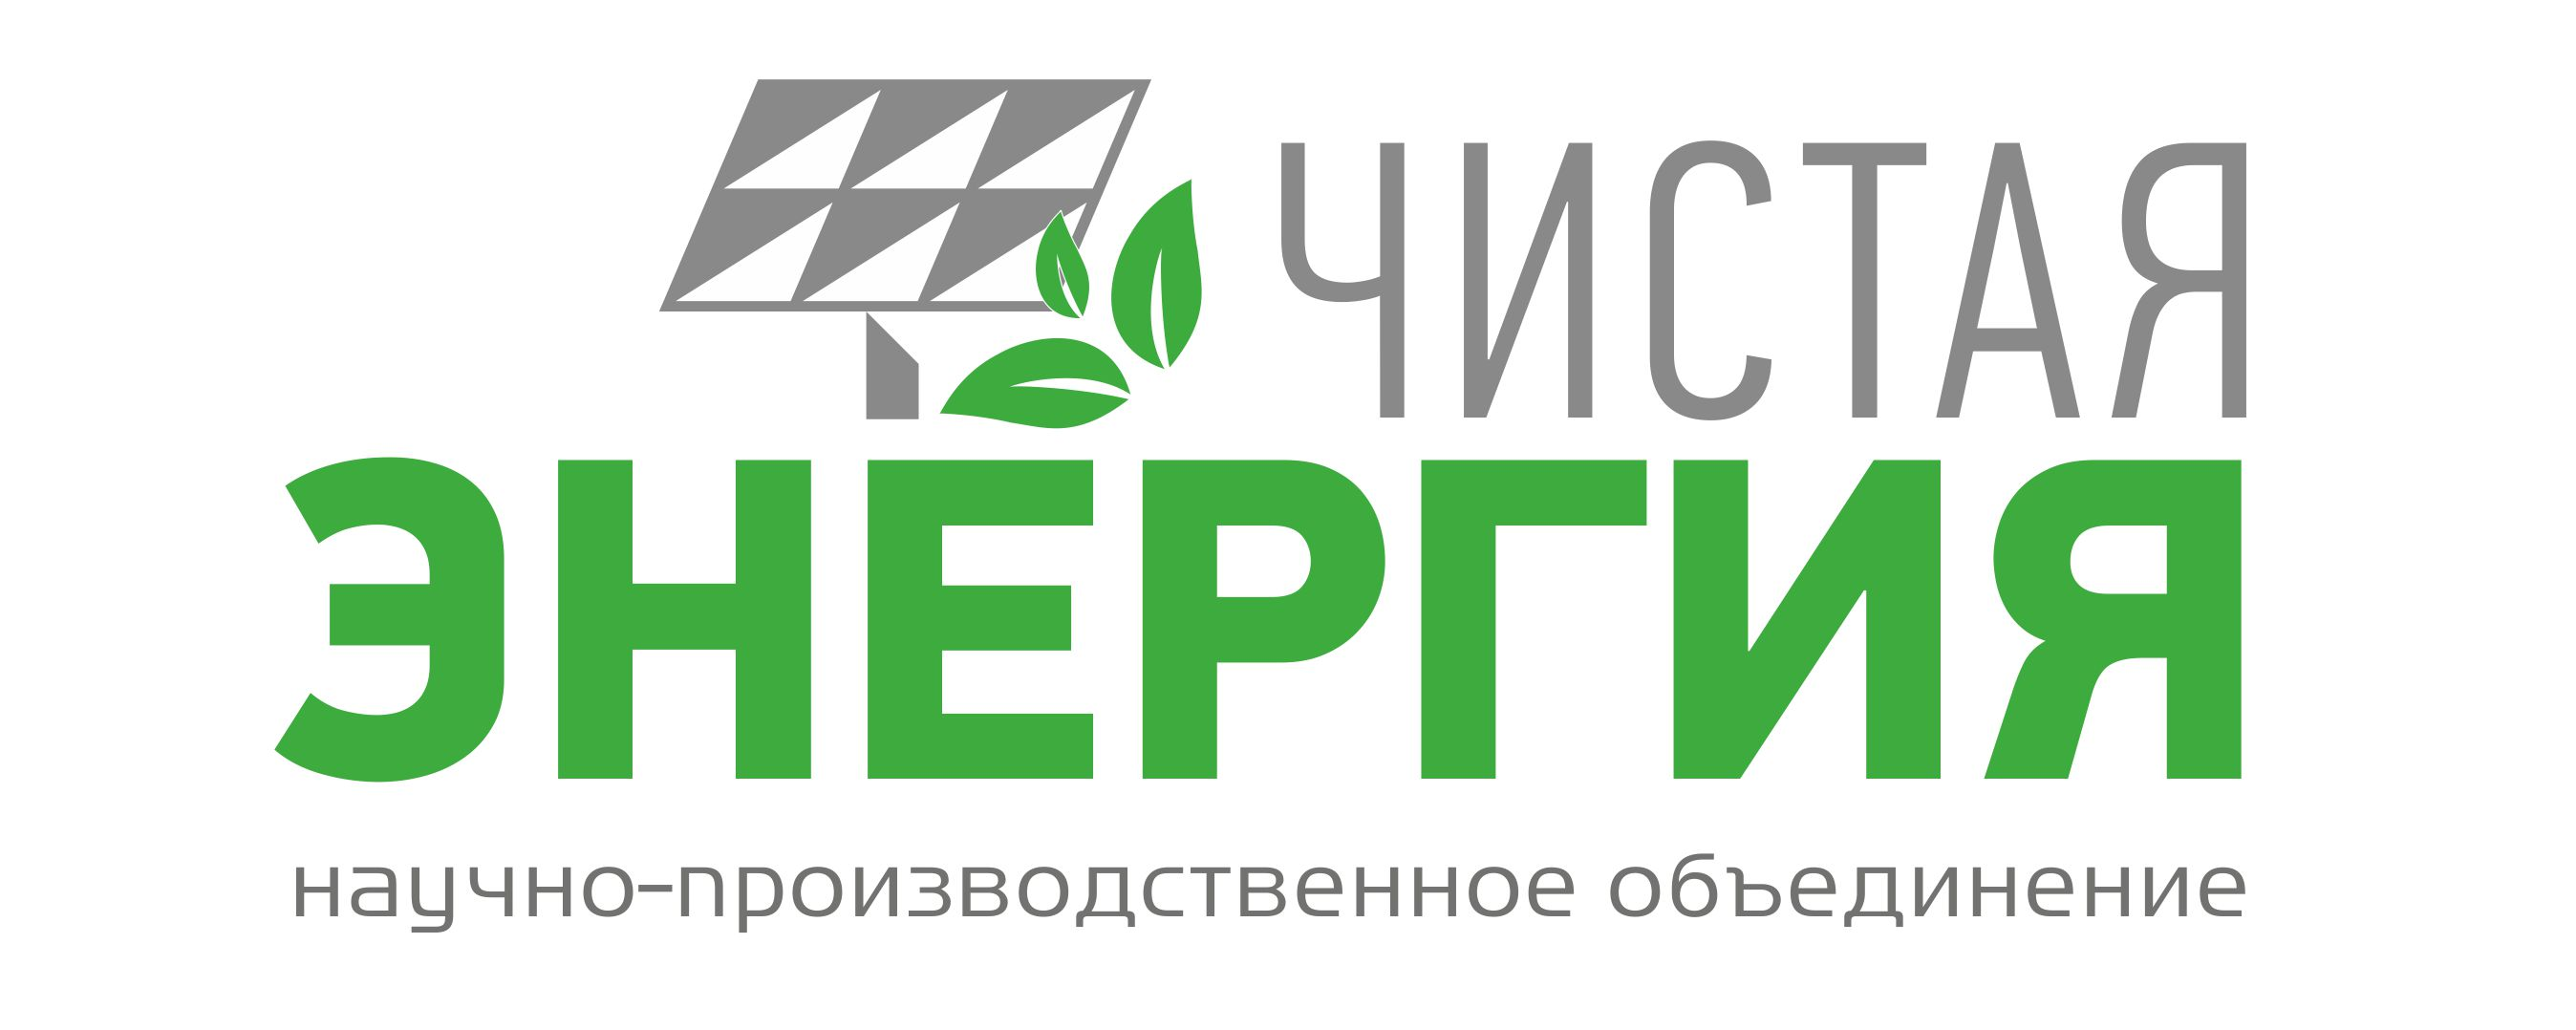 ЧИСТАЯ
ЭНЕРГИЯ
научно-производственное объединение